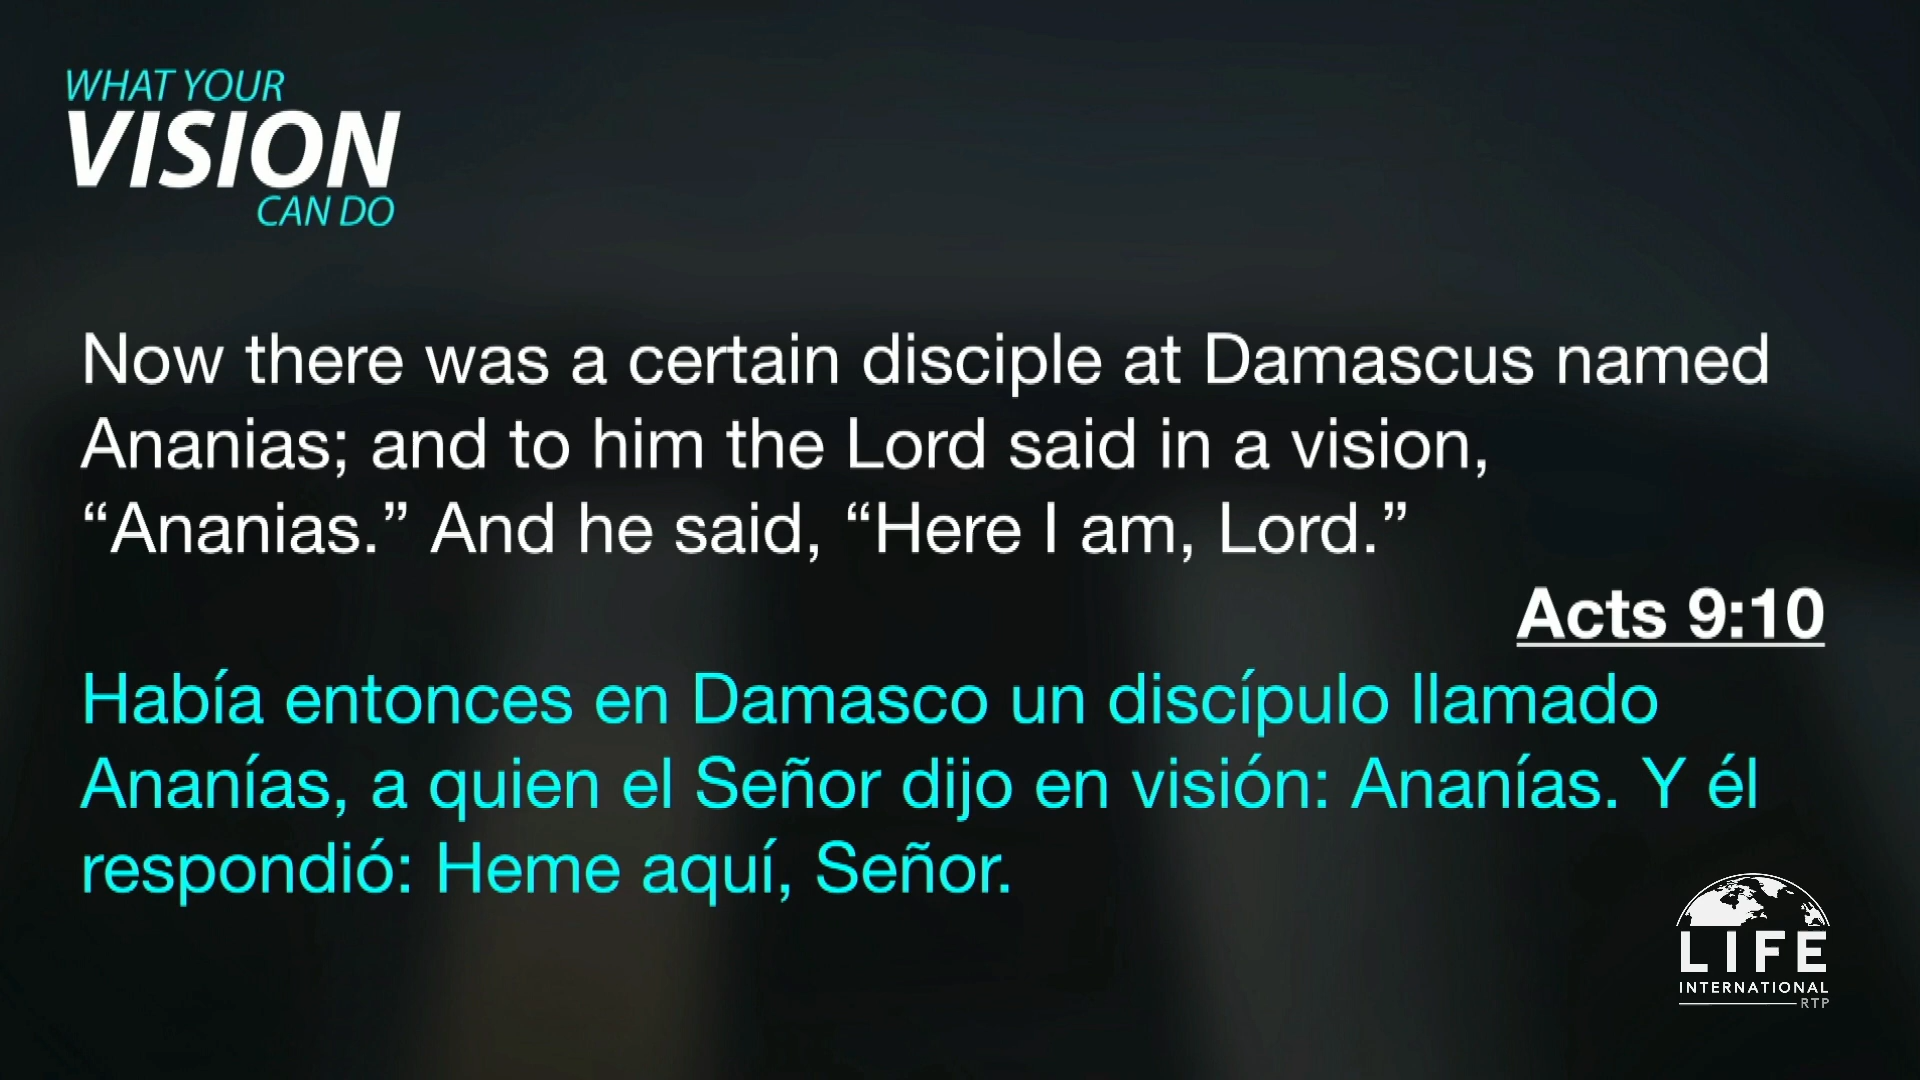 WHAT YOUR
VISION
CAN DO
Now there was a certain disciple at Damascus named
Ananias; and to him the Lord said in a vision,
“Ananias.” And he said, “Here I am, Lord.”
Acts 9:10
Había entonces en Damasco un discípulo llamado
Ananías, a quien el Señor dijo en visión: Ananías. Y él
respondió: Heme aquí, Señor.
LIFE
INTERNATIONAL
RTP